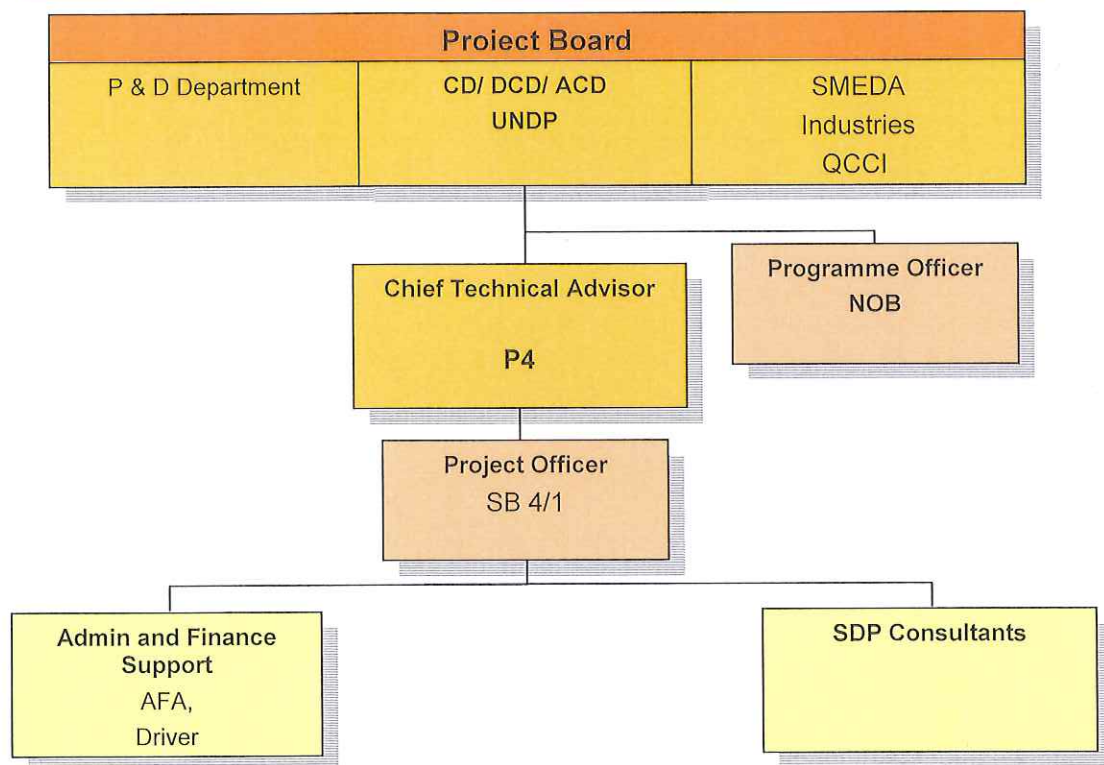 Project Board
P & D Department
CD/ DCD/ ACD
UNDP
SMEDA
Industries
QCCI
Chief Technical Advisor
P4
Programme Officer
NOB
Project Officer
SB 4/1
Admin and Finance
Support
AFA,
Driver
SDP Consultants